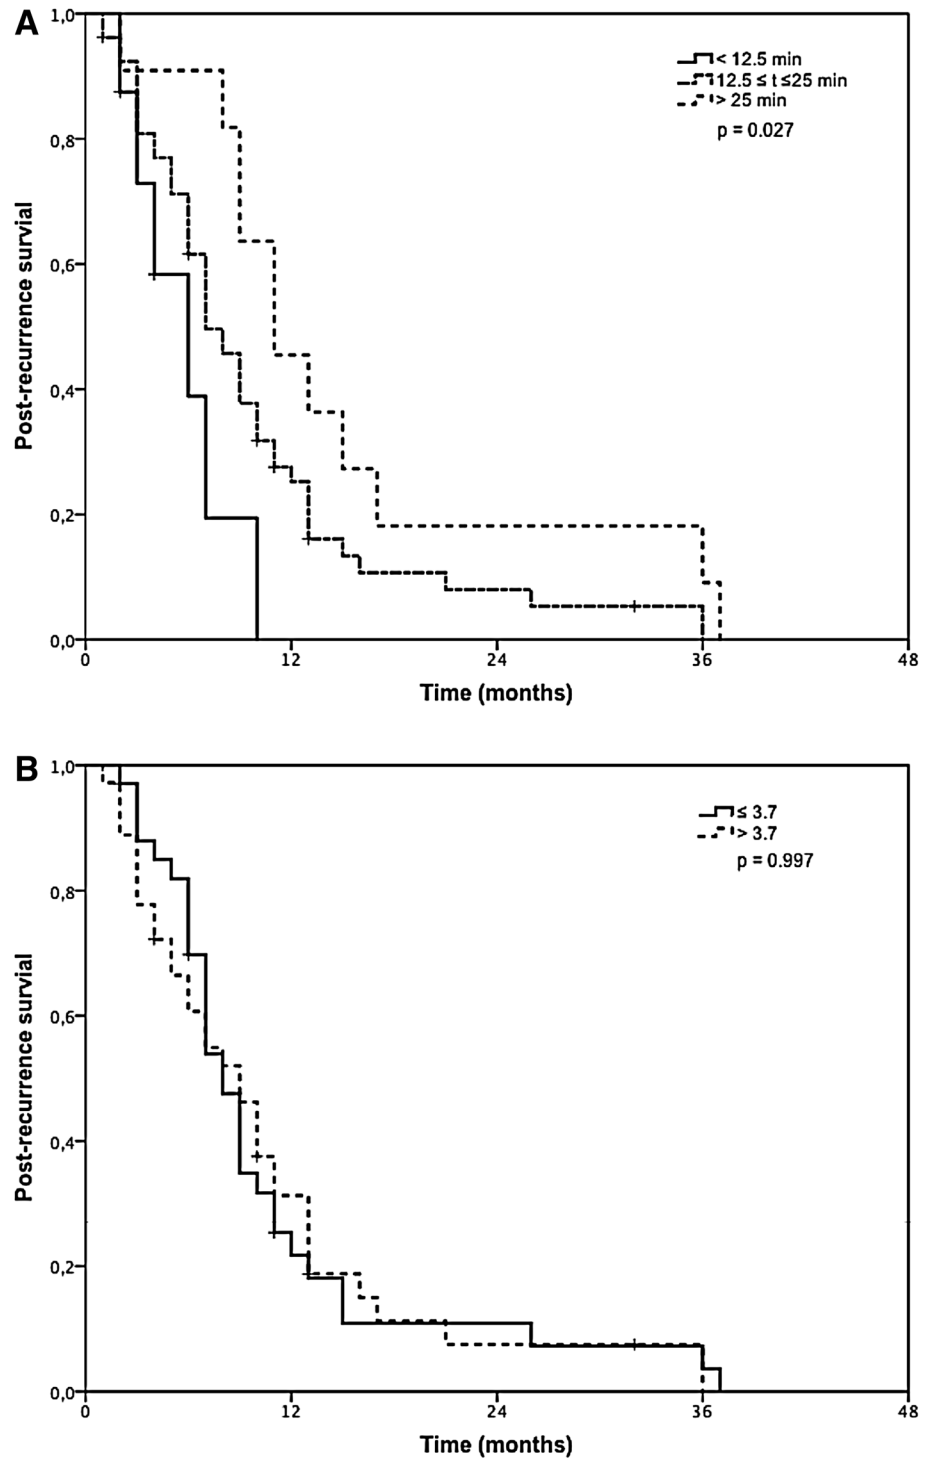 A
1,0
0,8
0,6
0,4
0,2
0,0
Post-recurrence survial
< 12.5 min
12.5 ≤ t ≤25 min
> 25 min
p = 0.027
0 12 24 36 48
Time (months)
B
1,0
0,8
0,6
0,4
0,2
0,0
Post-recurrence survial
≤ 3.7
> 3.7
p = 0.997
0 12 24 36 48
Time (months)